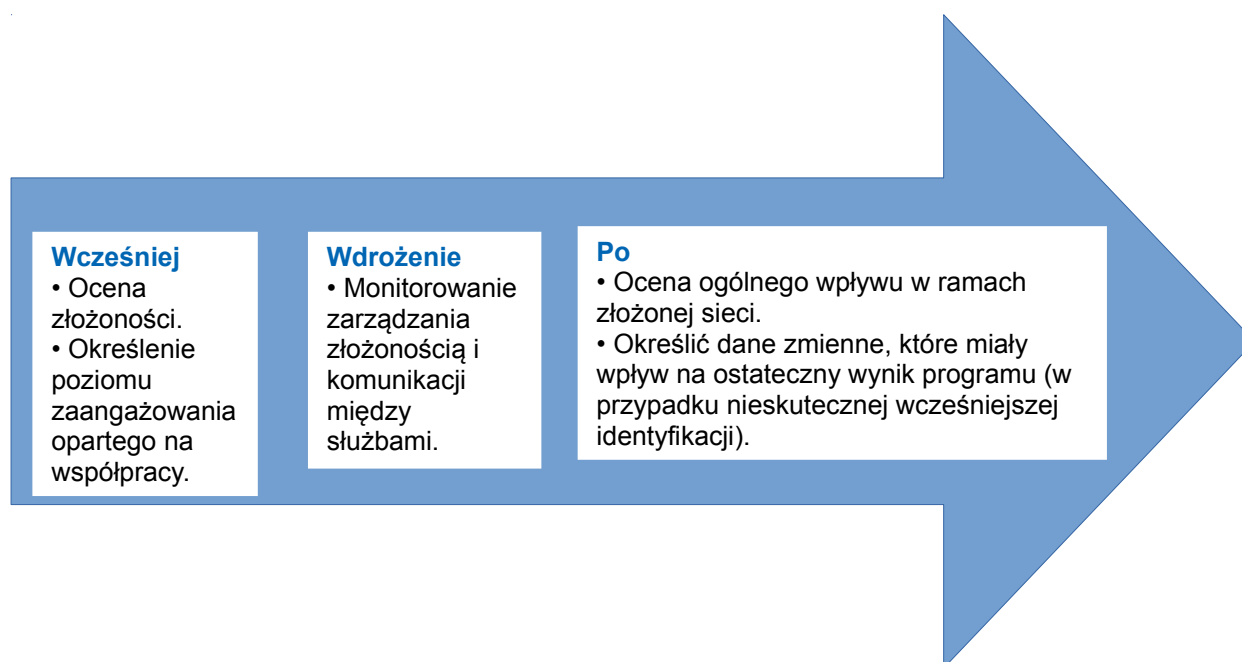 Wcześniej
• Ocena
złożoności.
• Określenie
poziomu
zaangażowania
opartego na
współpracy.
Wdrożenie
• Monitorowanie
zarządzania
złożonością i
komunikacji
między
służbami.
Po
• Ocena ogólnego wpływu w ramach
złożonej sieci.
• Określić dane zmienne, które miały
wpływ na ostateczny wynik programu (w
przypadku nieskutecznej wcześniejszej
identyfikacji).